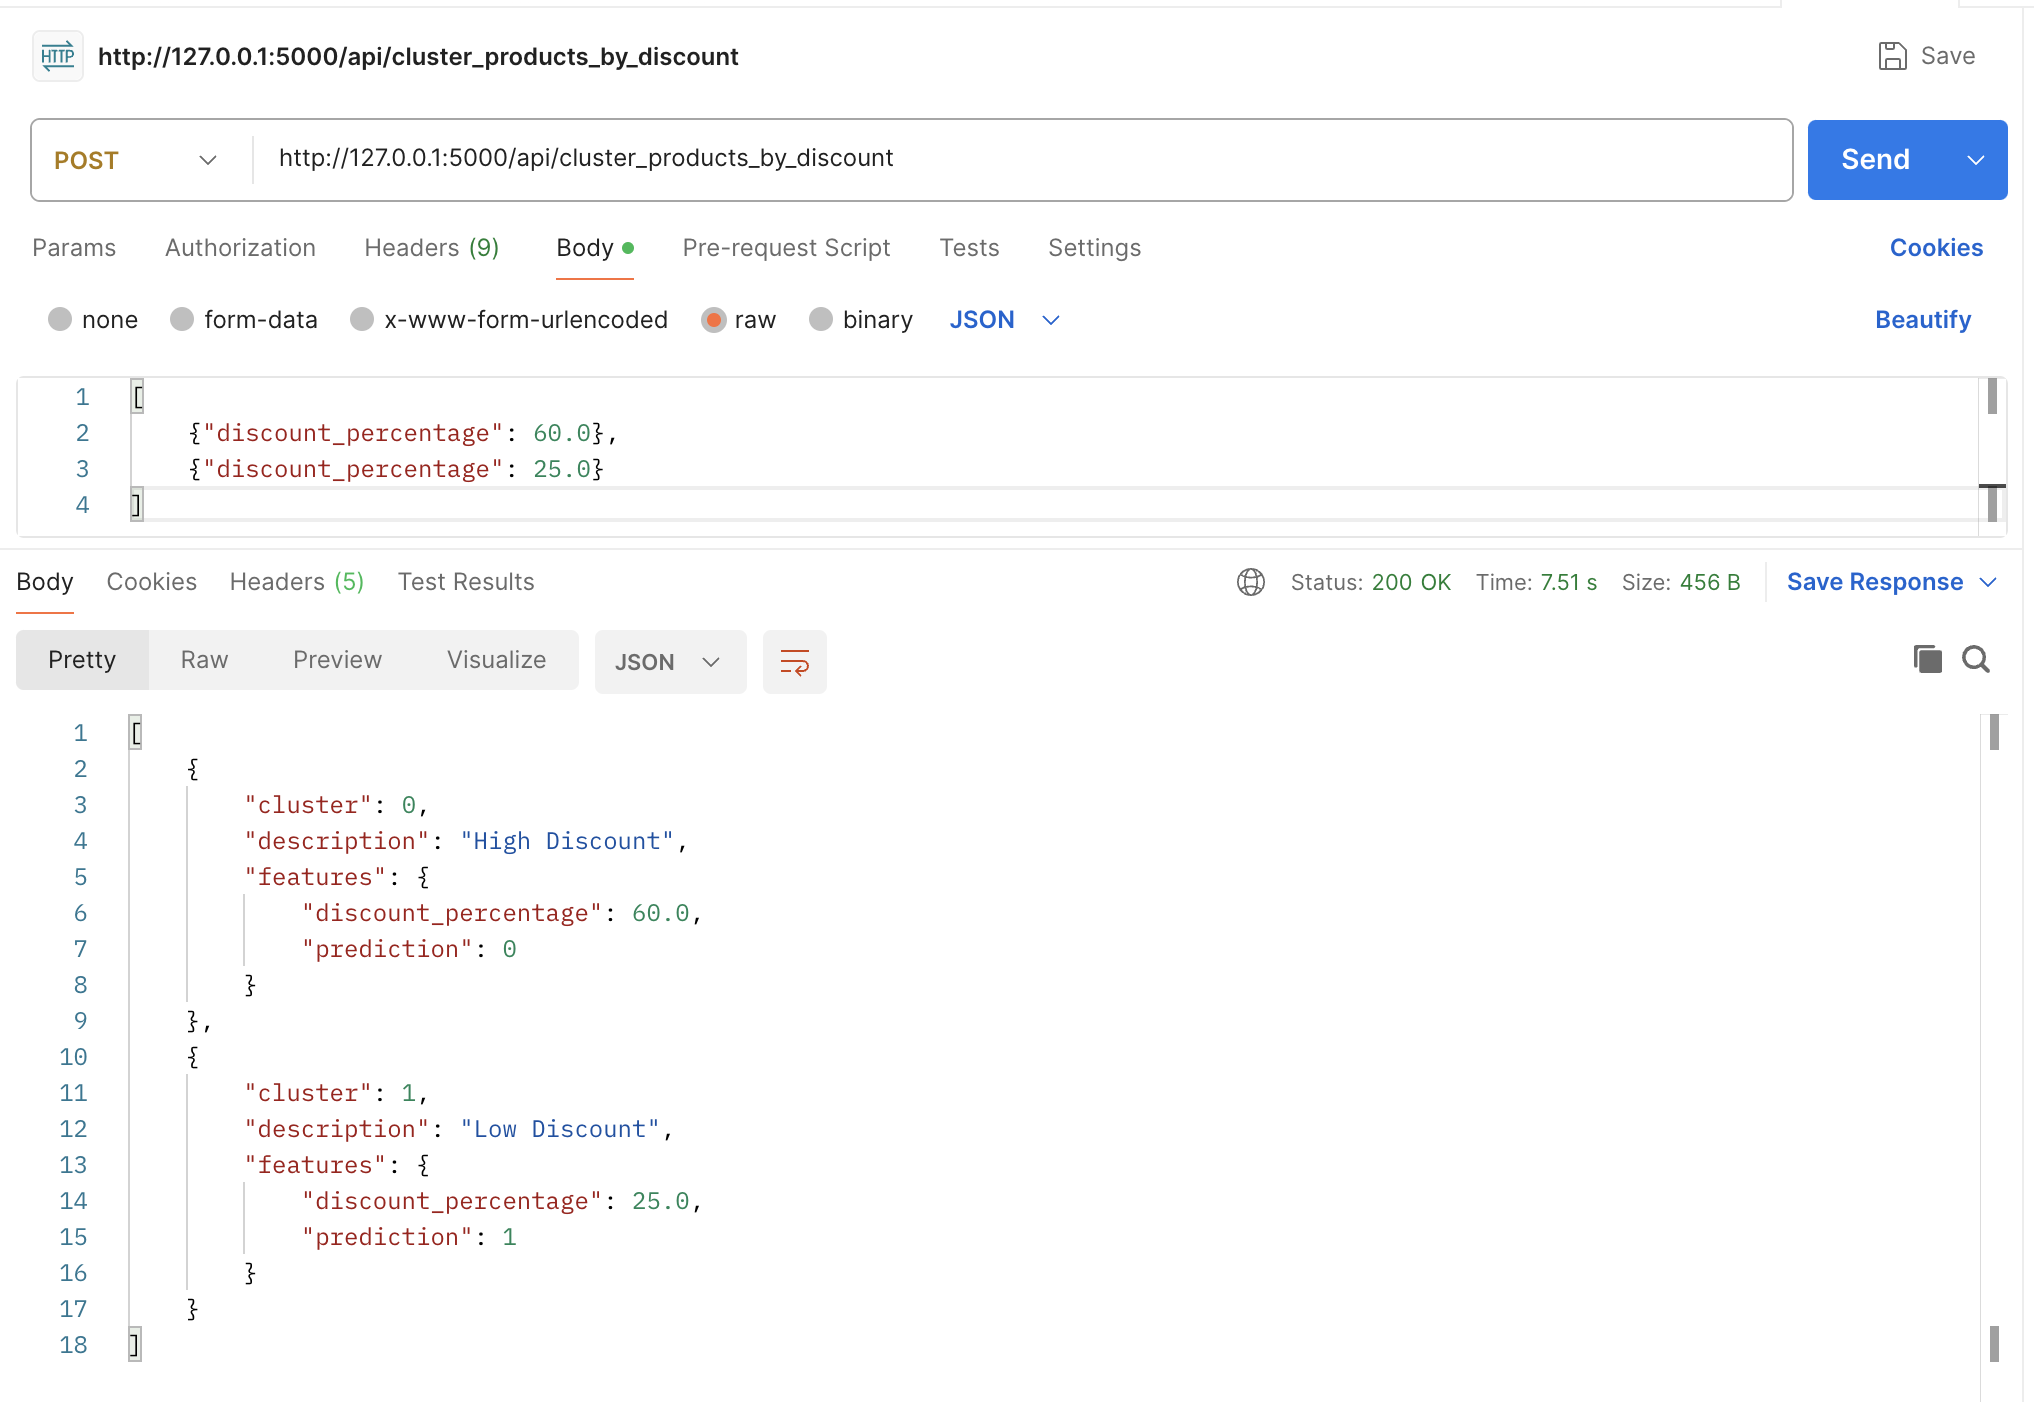 HTTP http://127.0.0.1:5000/api/cluster_products_by_discount Save
POST http://127.0.0.1:5000/api/cluster_products_by_discount Send
Params Authorization Headers (9) Body Pre-request Script Tests Settings Cookies
none form-data x-www-form-urlencoded raw binary JSON Beautify
1 [
2 {"discount_percentage": 60.0},
3 {"discount_percentage": 25.0}
4 ]
Body Cookies Headers (5) Test Results Status: 200 OK Time: 7.51 s Size: 456 B Save Response
Pretty Raw Preview Visualize JSON
1 [
2 {
3 "cluster": 0,
4 "description": "High Discount",
5 "features": {
6 "discount_percentage": 60.0,
7 "prediction": 0
8 }
9 },
10 {
11 "cluster": 1,
12 "description": "Low Discount",
13 "features": {
14 "discount_percentage": 25.0,
15 "prediction": 1
16 }
17 }
18 ]